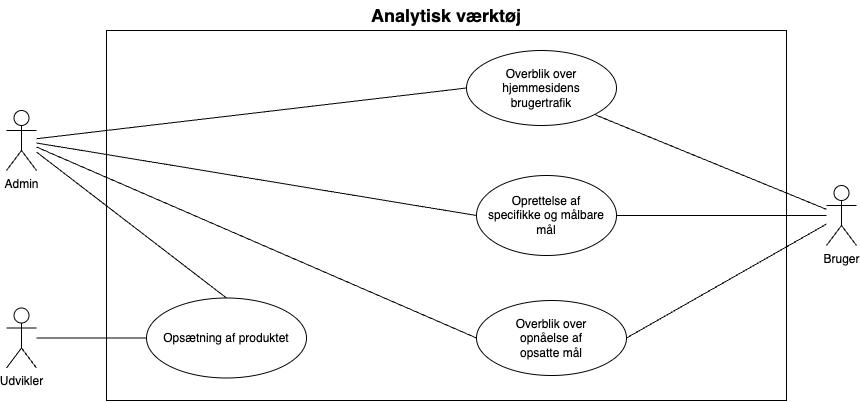 Analytisk værktøj
Overblik over
hjemmesidens
brugertrafik
Admin
Oprettelse af
specifikke og målbare
mål
Bruger
Opsætning af produktet
Overblik over
opnåelse af
opsatte mål
Udvikler